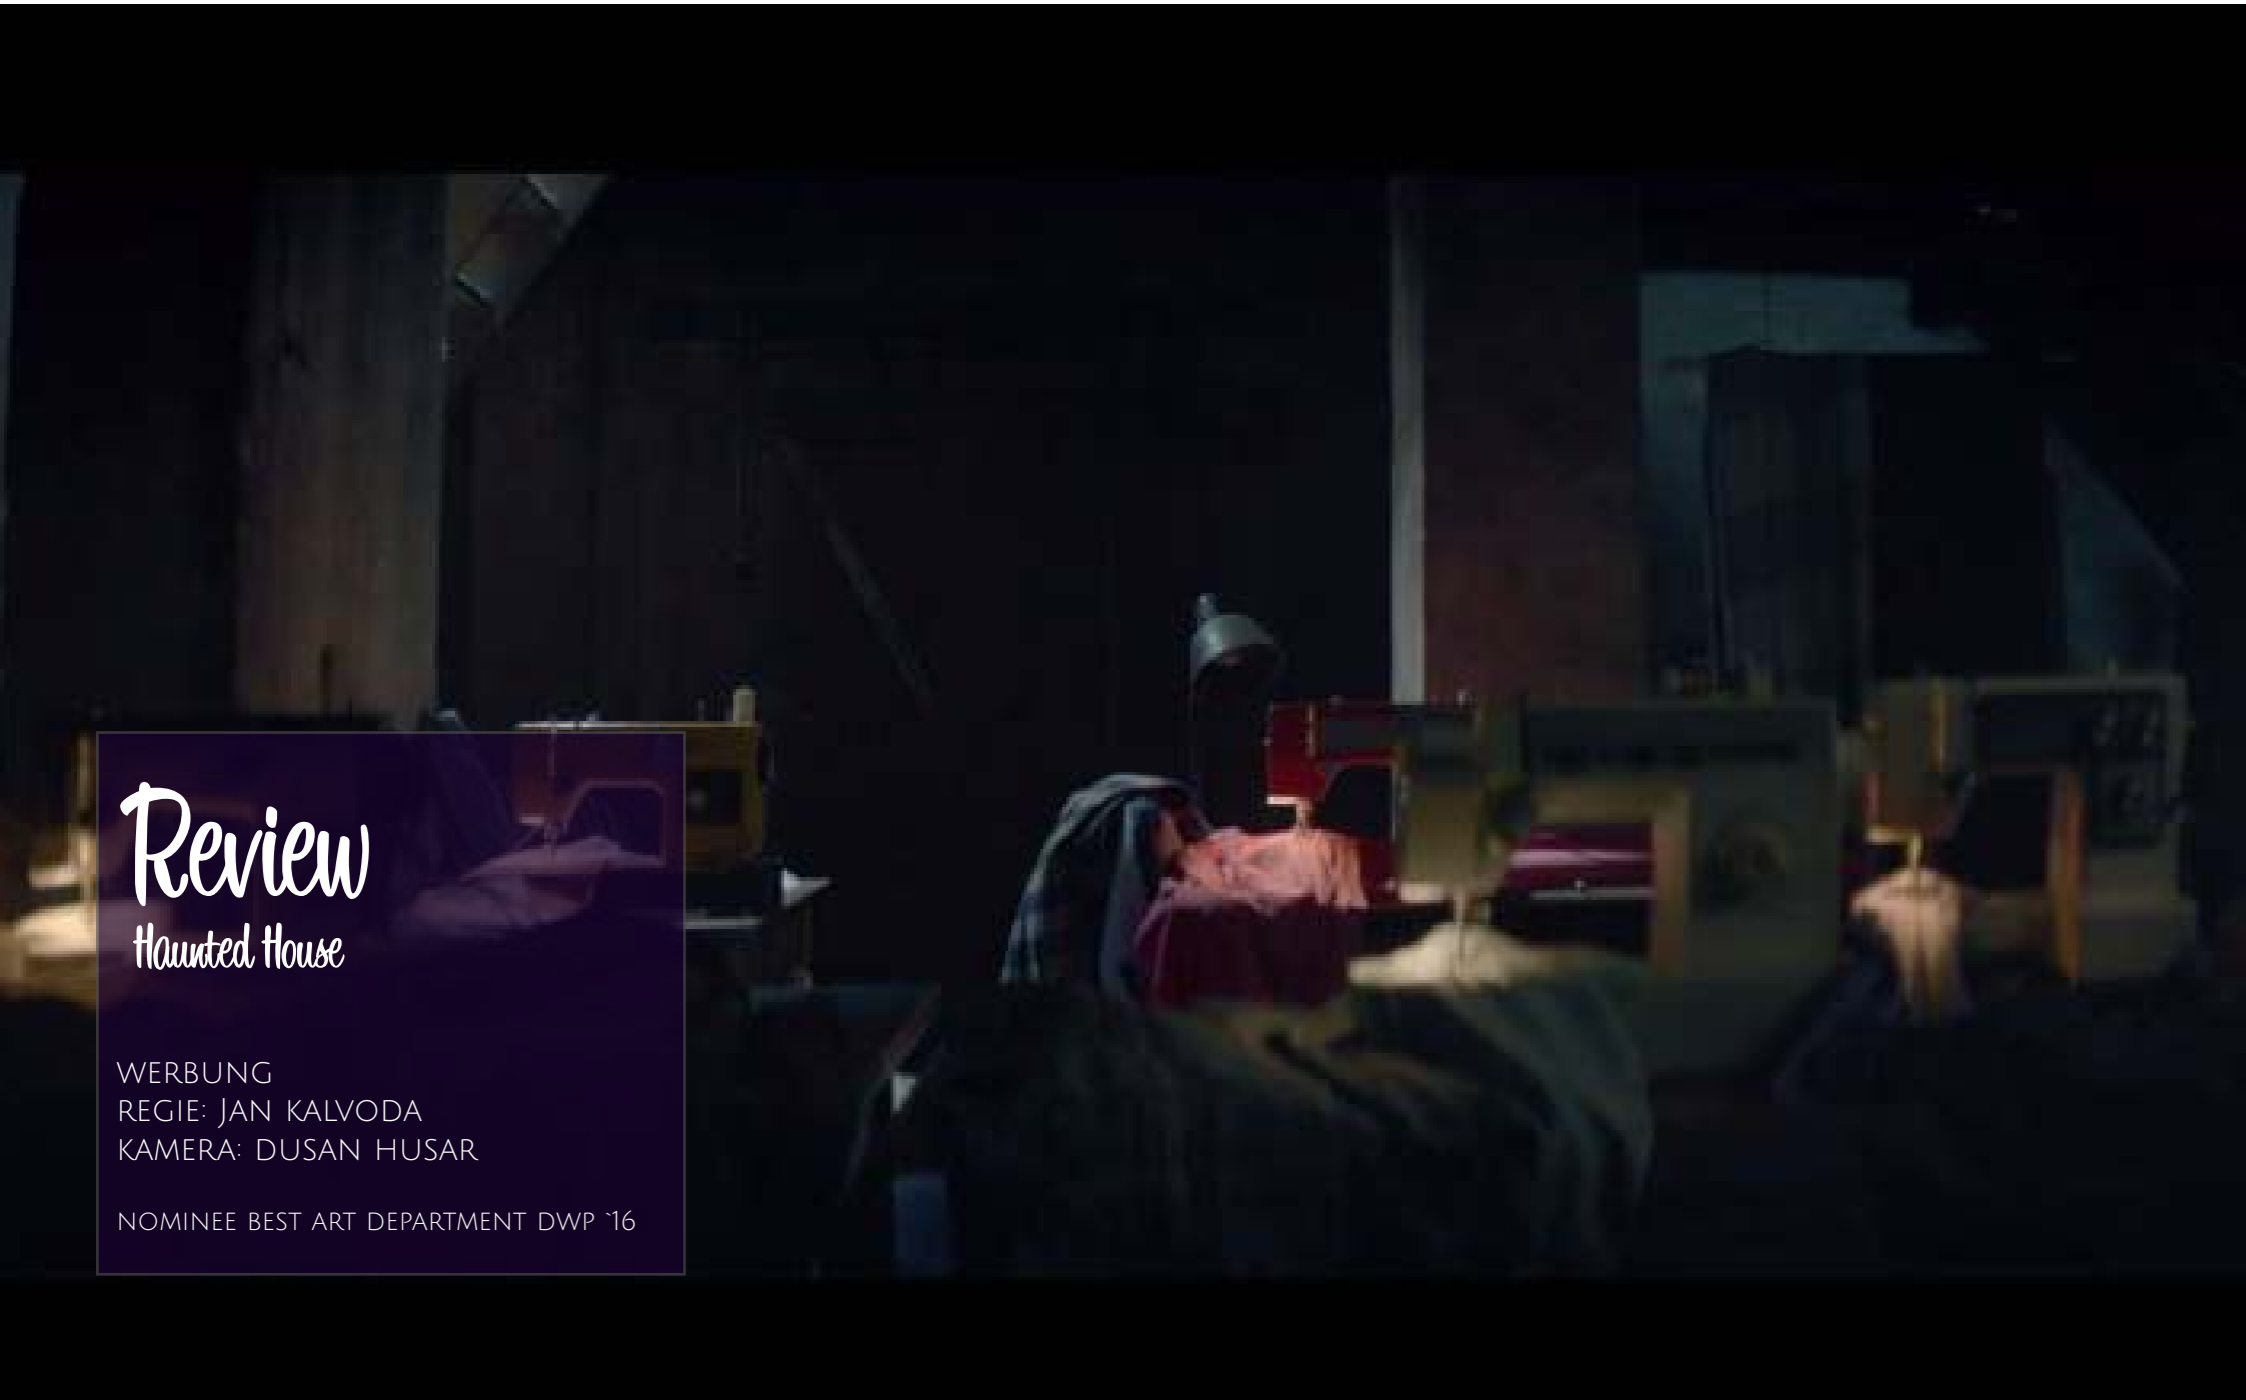 Review
Haunted House
WERBUNG
REGIE: JAN KALVODA
KAMERA: DUSAN HUSAR
NOMINEE BEST ART DEPARTMENT DWP `16